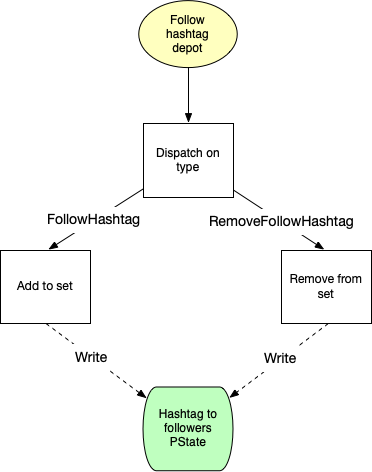 Follow
hashtag
depot
Dispatch on
type
FollowHashtag
RemoveFollowHashtag
Add to set
Remove from
set
Write
Write
Hashtag to
followers
PState